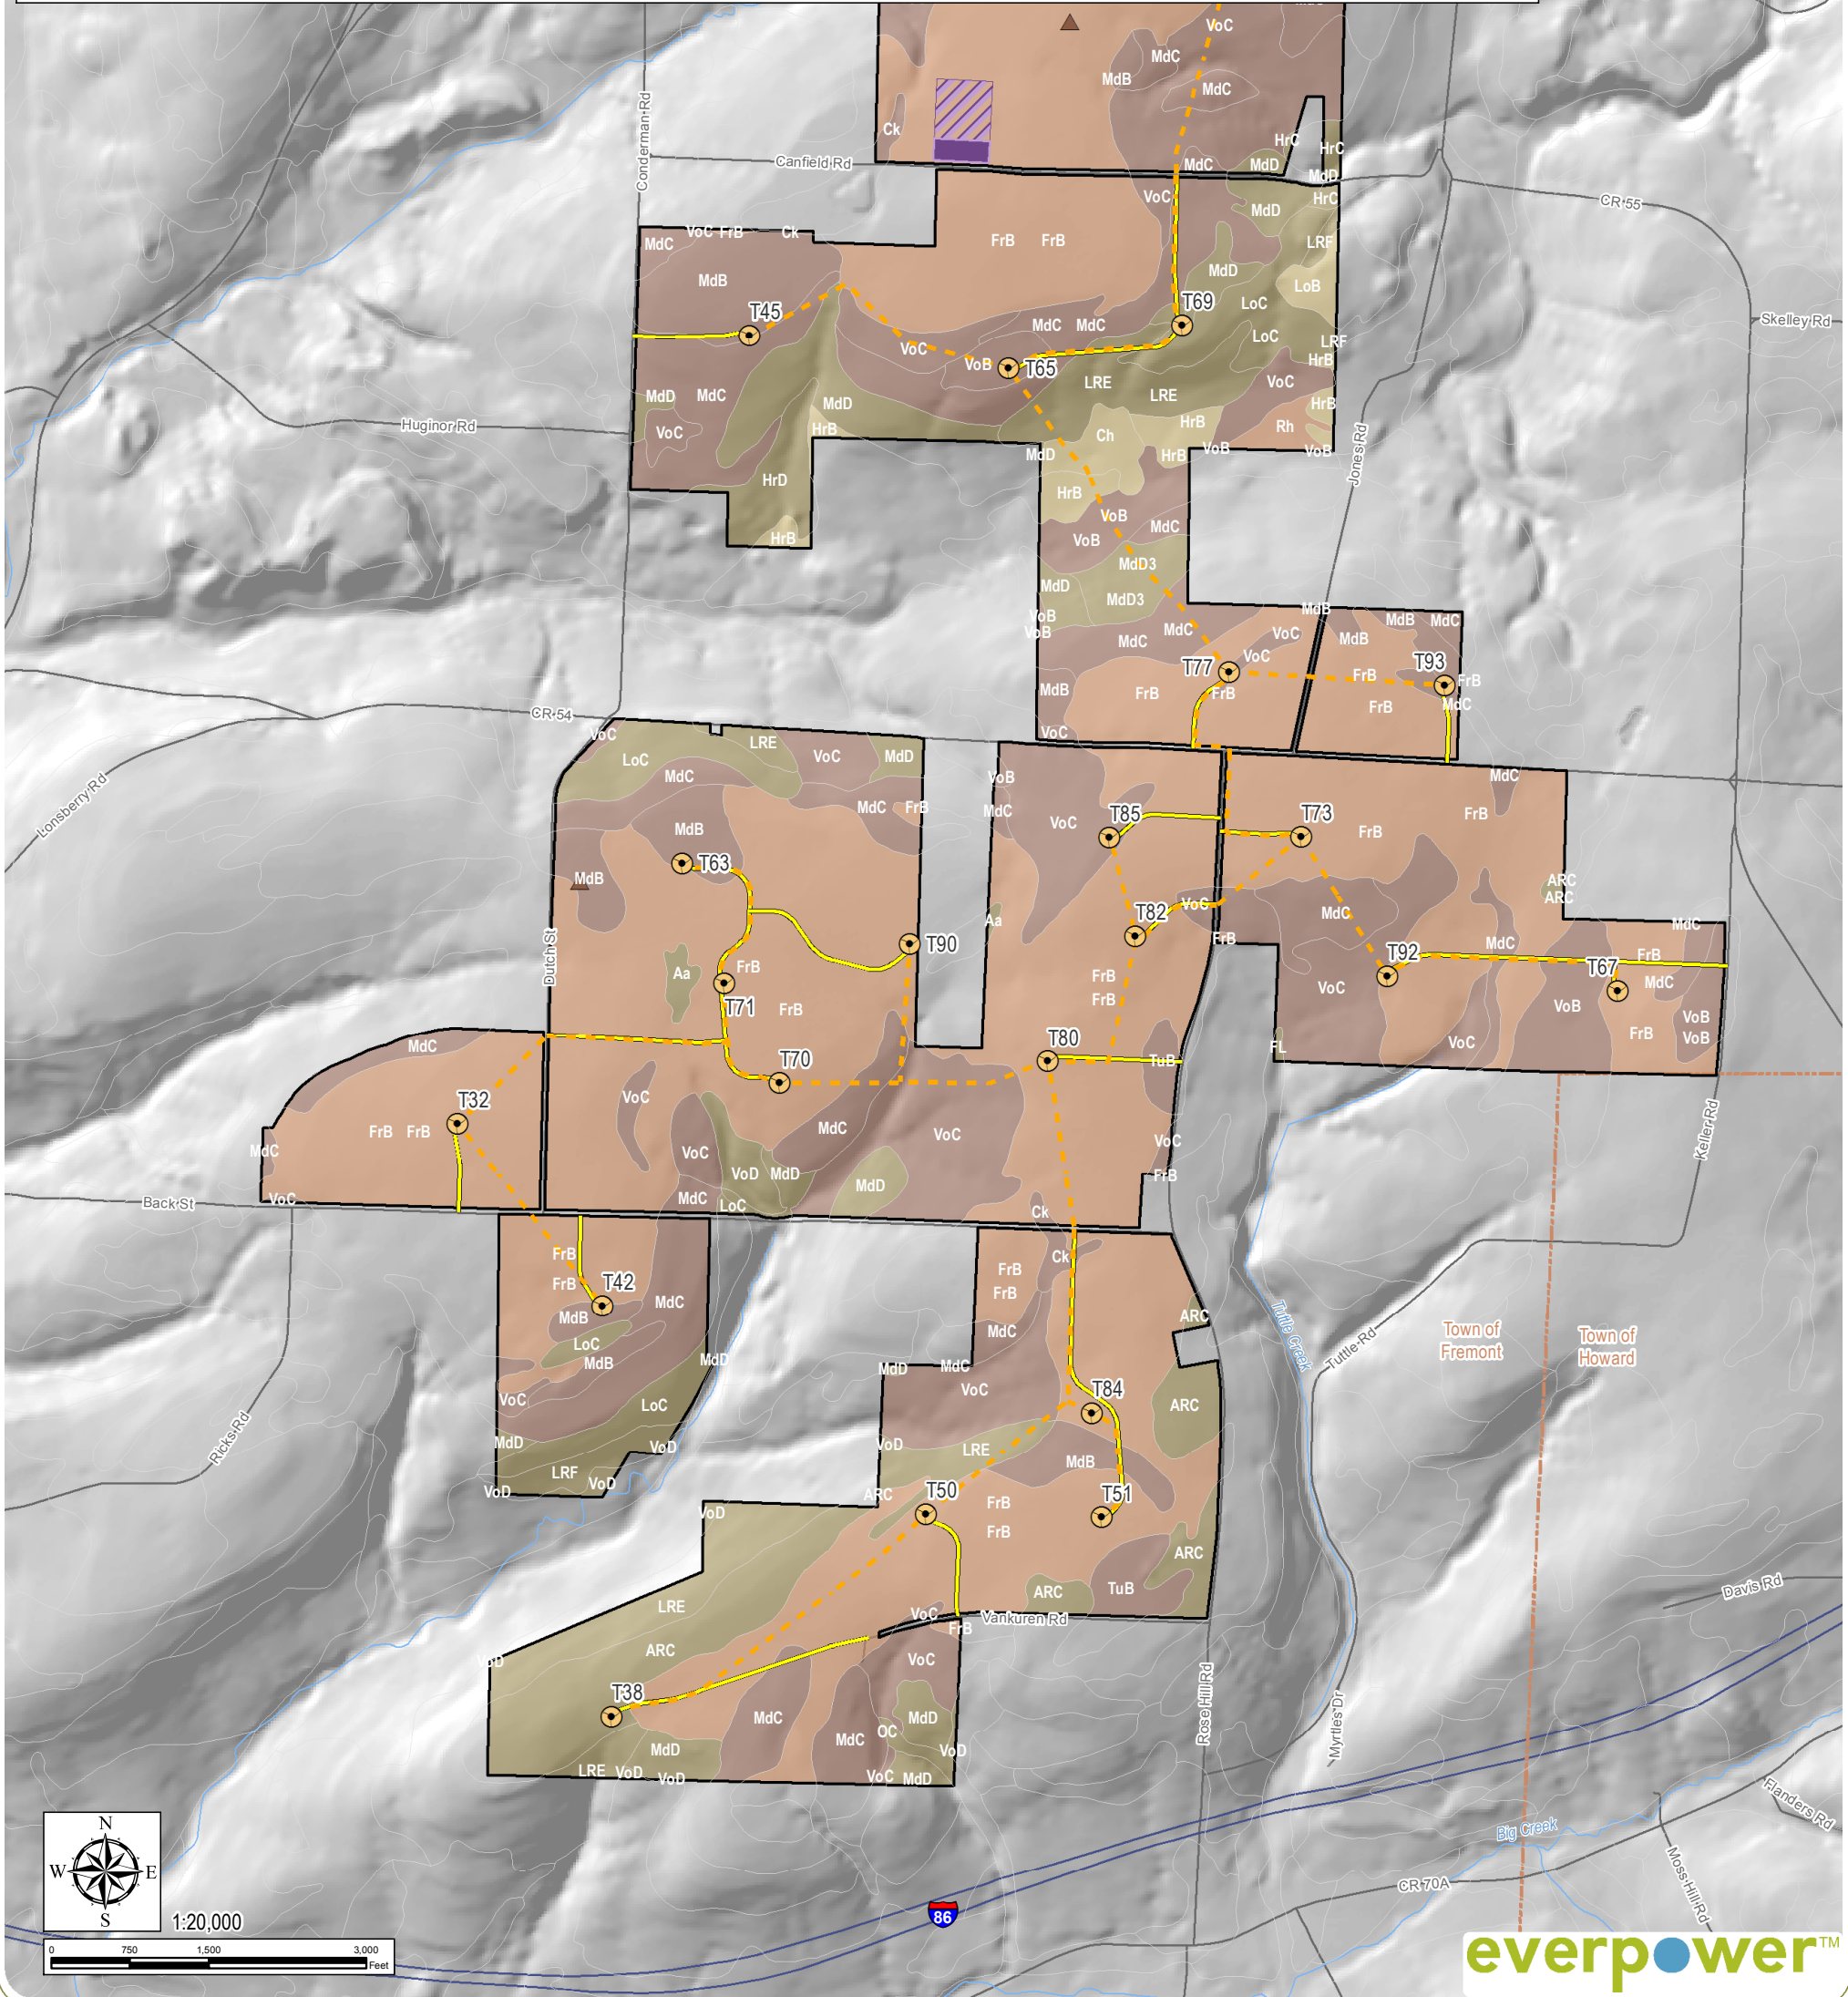 VoC
MdC
MdB
MdC
Ck
HrC
HrC
Canfield Rd
MdC
MdD
MdD
Conderman Rd
VoC
HrC
CR 55
MdD
VoC
FrB
Ck
MdC
FrB
FrB
LRF
MdB
MdD
LoB
T45
T69
LoC
Skelley Rd
MdC
MdC
LoC
LRF
VoC
VoB
T65
HrB
LRE
LRE
VoC
MdD
MdC
MdD
HrB
Huginor Rd
VoC
HrB
HrB
Ch
Rh
MdD
HrB
VoB
VoB
Jones Rd
HrD
HrB
VoB
MdC
HrB
VoB
MdD3
MdD
MdD3
VoB
VoB
MdC
MdC
VoC
MdB
MdB
MdB
MdC
VoC
T77
T93
FrB
FrB
MdB
FrB
FrB
FrB
MdC
VoC
CR 54
VoC
LoC
LRE
VoC
MdD
MdC
VoB
MdC
Lonsberry Rd
MdC
FrB
MdC
T85
T73
FrB
VoC
FrB
MdB
T63
MdB
ARC
ARC
T82
VoC
MdC
MdC
Aa
FrB
Dutch St
T90
Aa
FrB
T71
FrB
FrB
FrB
T92
MdC
T67
FrB
MdC
VoC
VoB
VoB
VoB
FrB
VoC
FL
MdC
T70
T80
TuB
T32
VoC
FrB
FrB
MdC
MdC
VoC
VoC
VoC
VoD
MdD
MdD
FrB
Keller Rd
Back St
VoC
MdC
LoC
Ck
FrB
FrB
T42
MdB
MdC
LoC
MdB
MdD
Ck
FrB
FrB
MdC
ARC
Tuttle Creek
Tuttle Rd
Town of
Fremont
Town of
Howard
MdD
MdC
VoC
VoC
LoC
T84
ARC
Ricks Rd
MdD
VoD
VoD
LRE
MdB
LRF
VoD
VoD
ARC
T50
T51
FrB
FrB
VoD
ARC
ARC
TuB
LRE
VoC
Vankuren Rd
FrB
Davis Rd
ARC
VoD
VoC
T38
MdC
MdC
OC
MdD
VoD
MdD
LRE
VoD
VoD
VoC
MdD
Rose Hill Rd
Myrtles Dr
Flanders Rd
Big Creek
Moss Hill Rd
CR 70A
86
N
W
E
S
1:20,000
0
750
1,500
3,000
Feet
everpower™